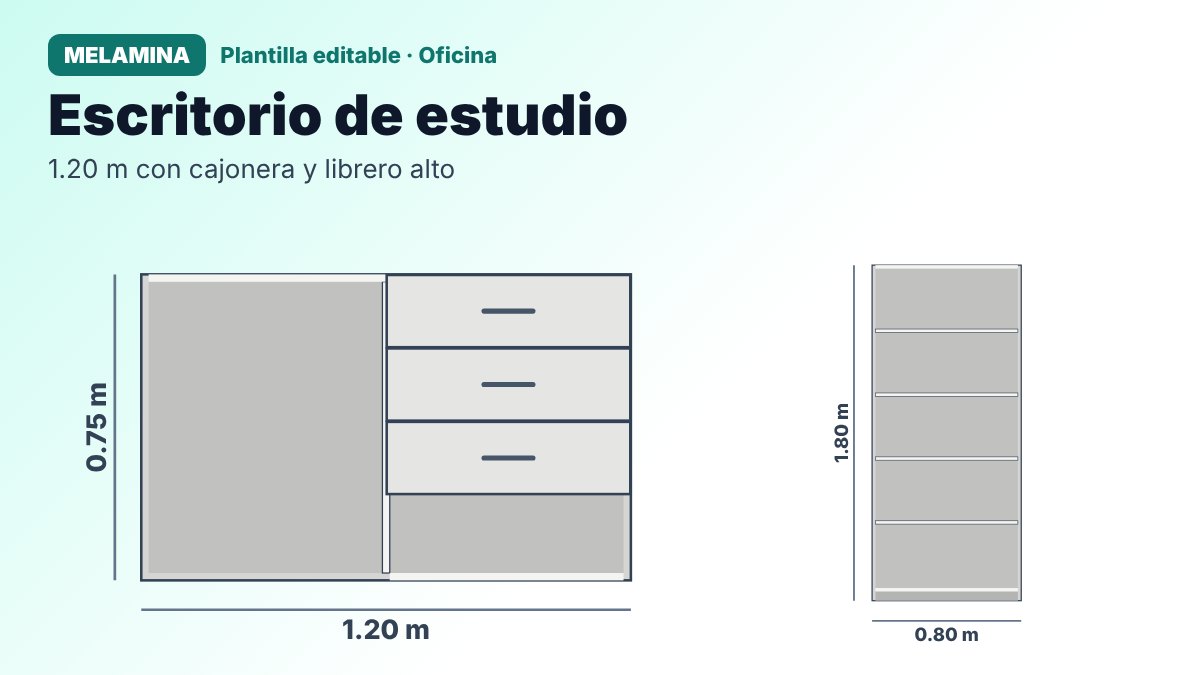 MELAMINA Plantilla editable · Oficina
Escritorio de estudio
1.20 m con cajonera y librero alto
0.75 m
1.20 m
1.80 m
0.80 m